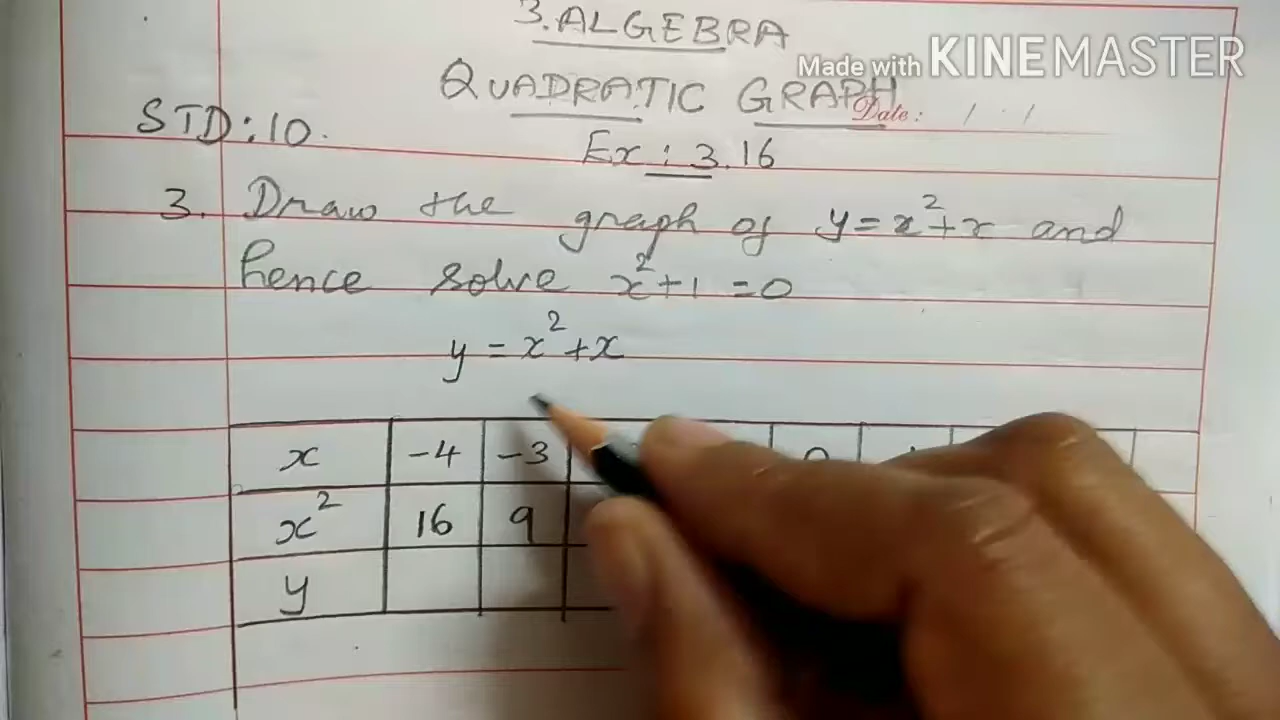 3. ALGEBRA
Made with KINEMASTER
QUADRATIC GRAPH
Date: / /
STD: 10.
Ex : 3.16
3. Draw the graph of y = x² + x and
hence solve x² + 1 = 0
y = x² + x
x -4 -3 0
x² 16 9
y